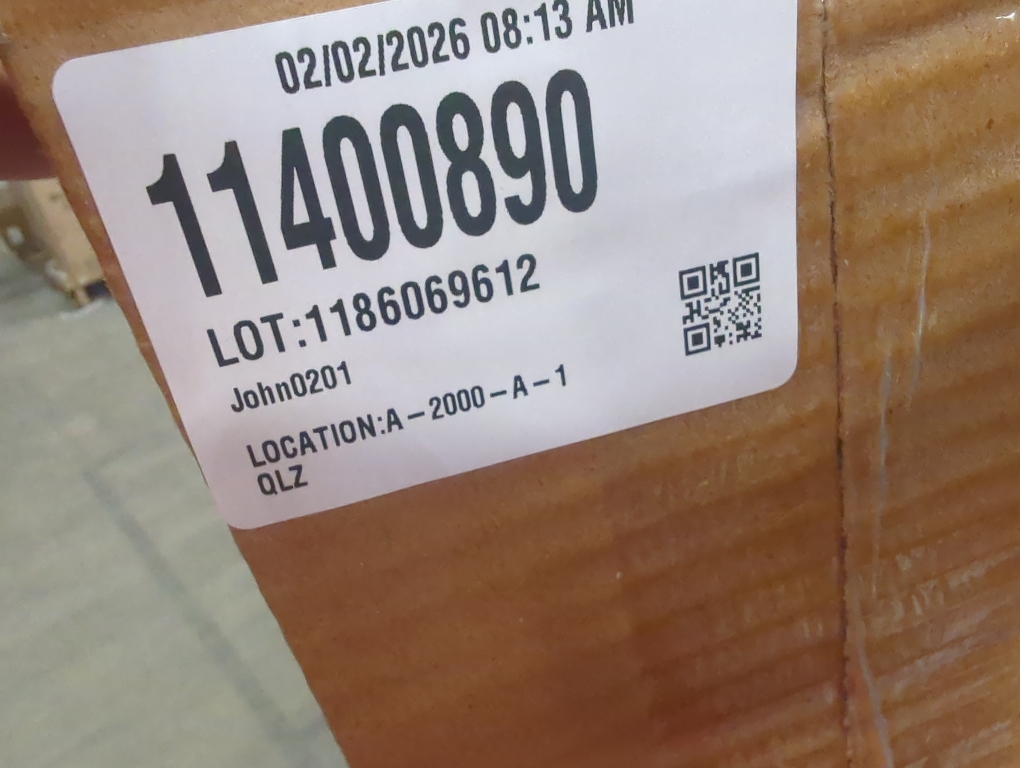 02/02/2026 08:13 AM
11400890
LOT:1186069612
John0201
LOCATION:A-2000-A-1
QLZ